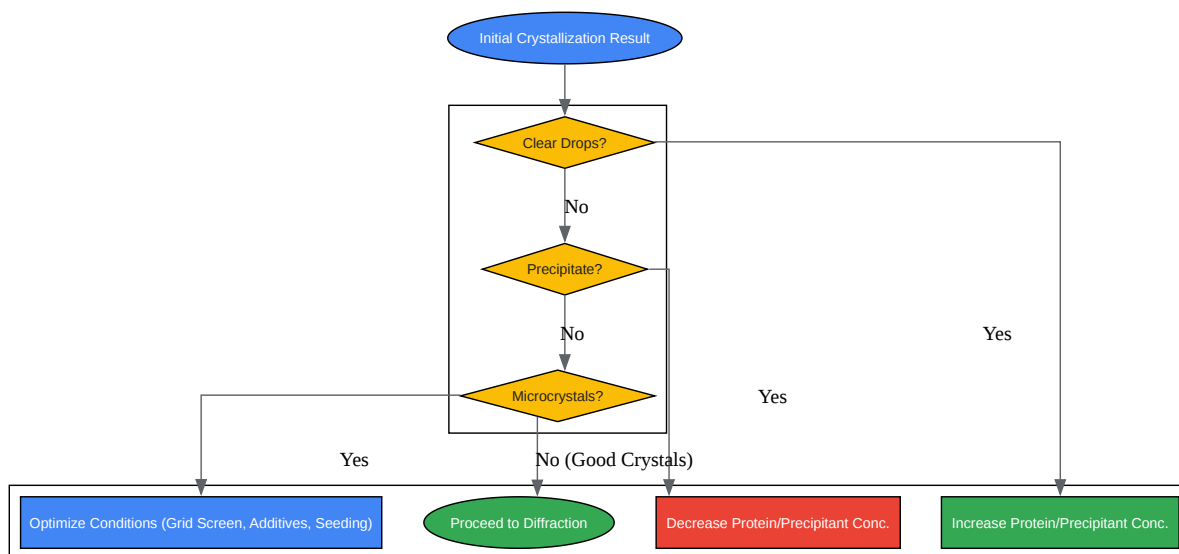 Initial Crystallization Result
Clear Drops?
No
Precipitate?
No
Yes
Microcrystals?
Yes
Yes
No (Good Crystals)
Optimize Conditions (Grid Screen, Additives, Seeding)
Proceed to Diffraction
Decrease Protein/Precipitant Conc.
Increase Protein/Precipitant Conc.